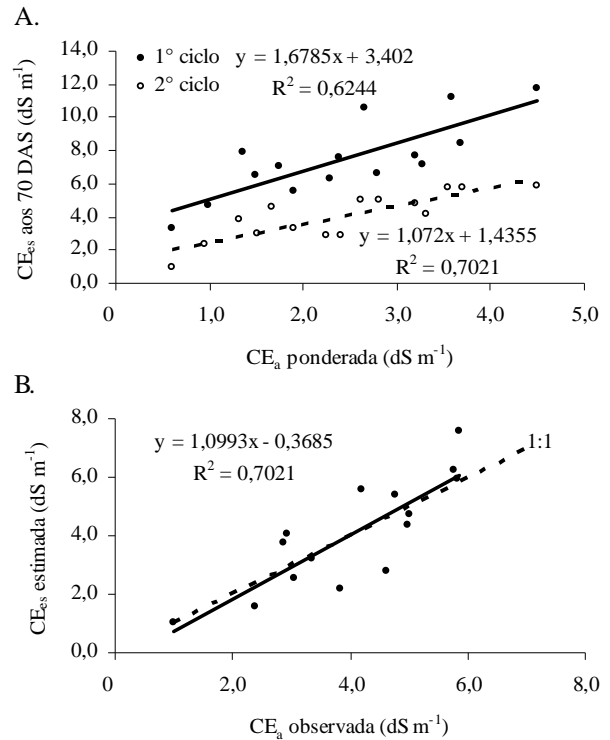 A.
1° ciclo y = 1,6785x + 3,402
2° ciclo R² = 0,6244
14,0
12,0
10,0
8,0
6,0
4,0
2,0
0,0
CEes aos 70 DAS (dS m-1)
y = 1,072x + 1,4355
R² = 0,7021
0 1,0 2,0 3,0 4,0 5,0
CEa ponderada (dS m-1)
B.
8,0
6,0
4,0
2,0
0,0
CEes estimada (dS m-1)
y = 1,0993x - 0,3685
R² = 0,7021
1:1
0 2,0 4,0 6,0 8,0
CEa observada (dS m-1)